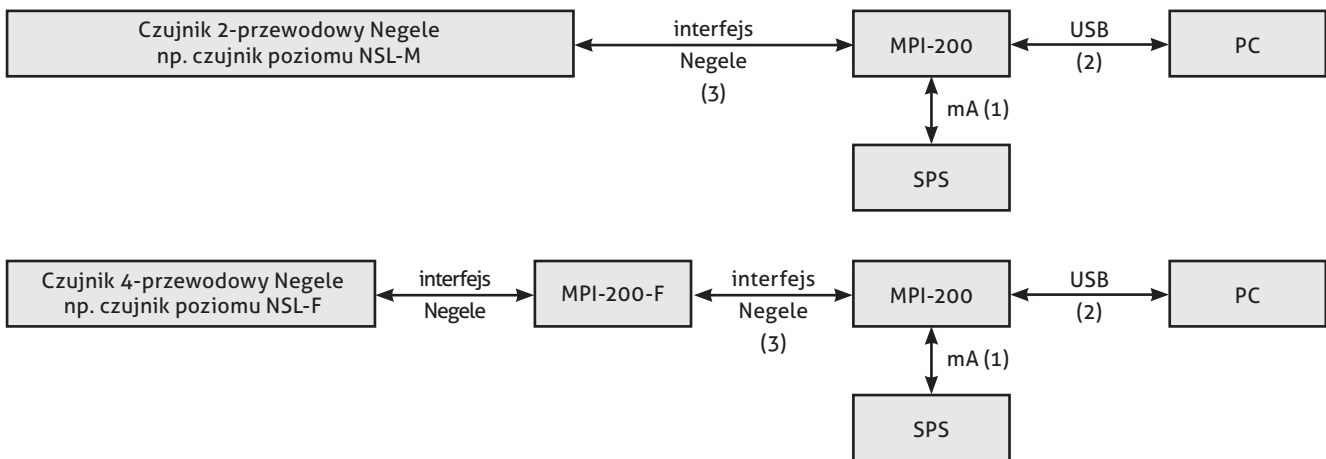 Czujnik 2-przewodowy Negele
np. czujnik poziomu NSL-M
interfejs
Negele
(3)
MPI-200
USB
(2)
PC
mA (1)
SPS
Czujnik 4-przewodowy Negele
np. czujnik poziomu NSL-F
interfejs
Negele
MPI-200-F
interfejs
Negele
(3)
MPI-200
USB
(2)
PC
mA (1)
SPS